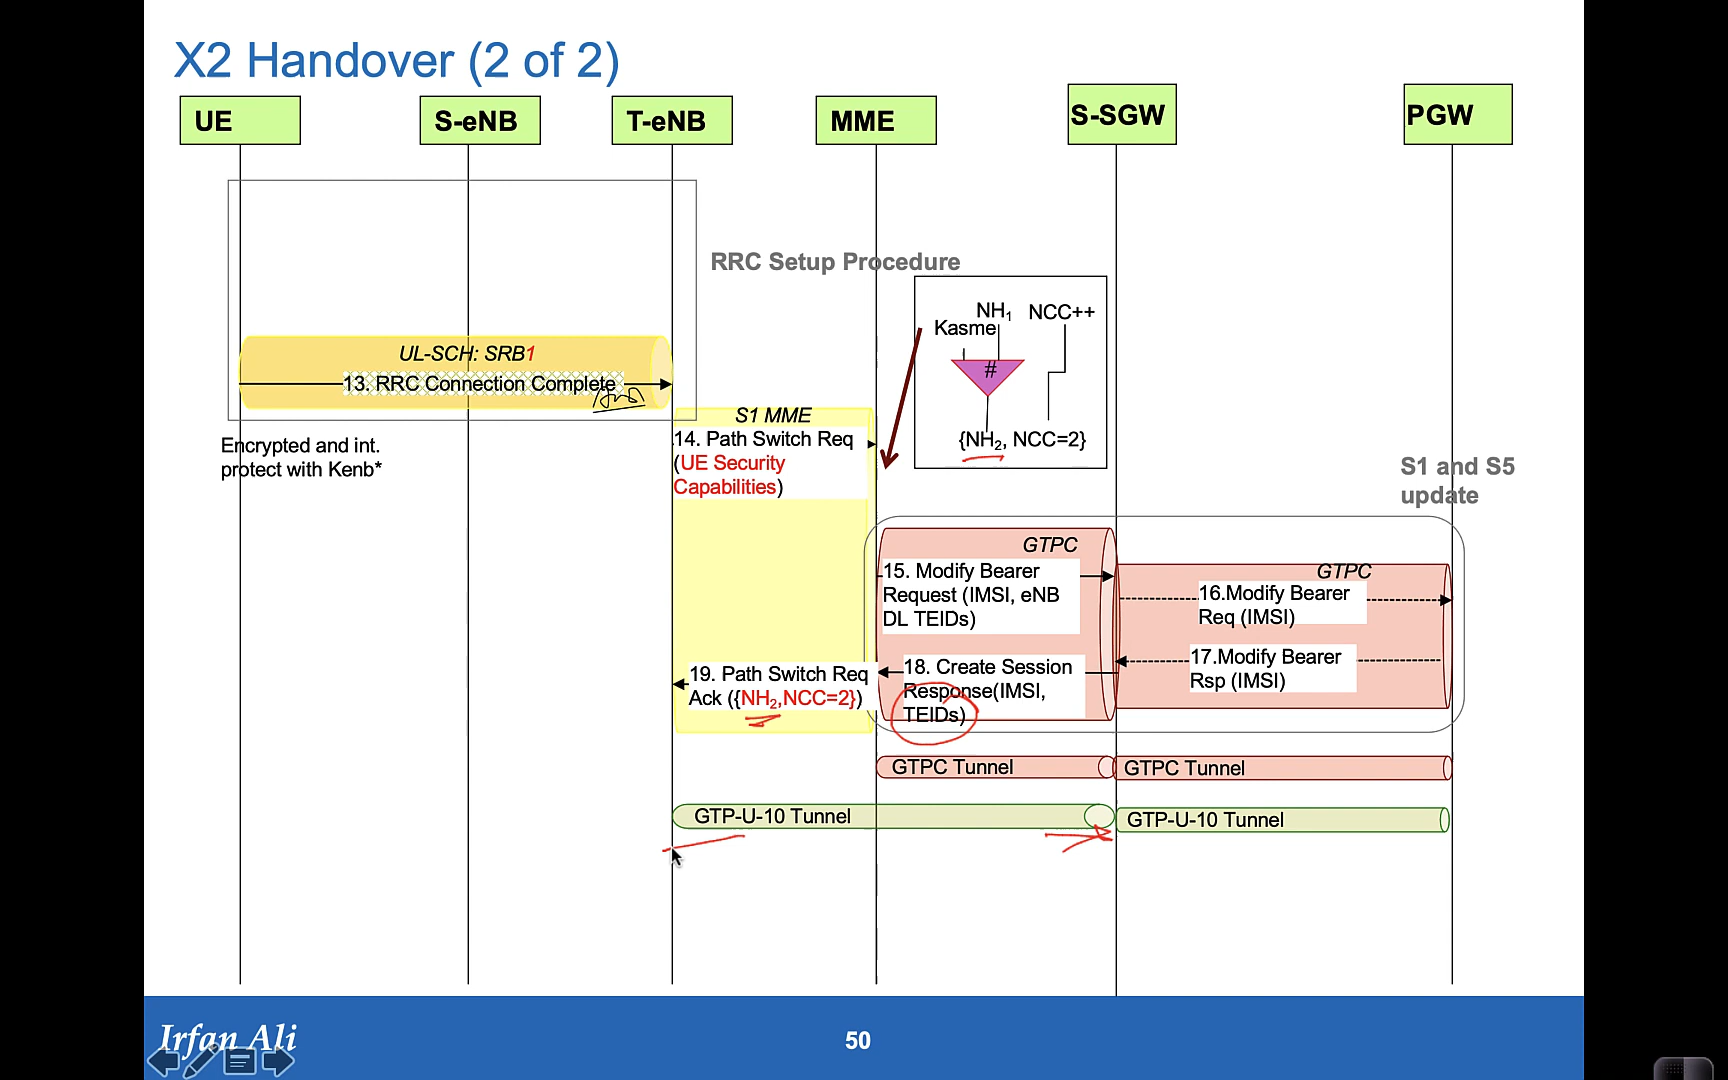 X2 Handover (2 of 2)
UE
S-eNB
T-eNB
MME
S-SGW
PGW
RRC Setup Procedure
NH1 NCC++
Kasme
#
{NH2, NCC=2}
UL-SCH: SRB1
13. RRC Connection Complete
Encrypted and int.
protect with Kenb*
S1 MME
14. Path Switch Req
(UE Security
Capabilities)
S1 and S5
update
GTPC
15. Modify Bearer
Request (IMSI, eNB
DL TEIDs)
GTPC
16.Modify Bearer
Req (IMSI)
17.Modify Bearer
Rsp (IMSI)
18. Create Session
Response(IMSI,
TEIDs)
19. Path Switch Req
Ack ({NH2,NCC=2})
GTPC Tunnel
GTPC Tunnel
GTP-U-10 Tunnel
GTP-U-10 Tunnel
Irfan Ali
50